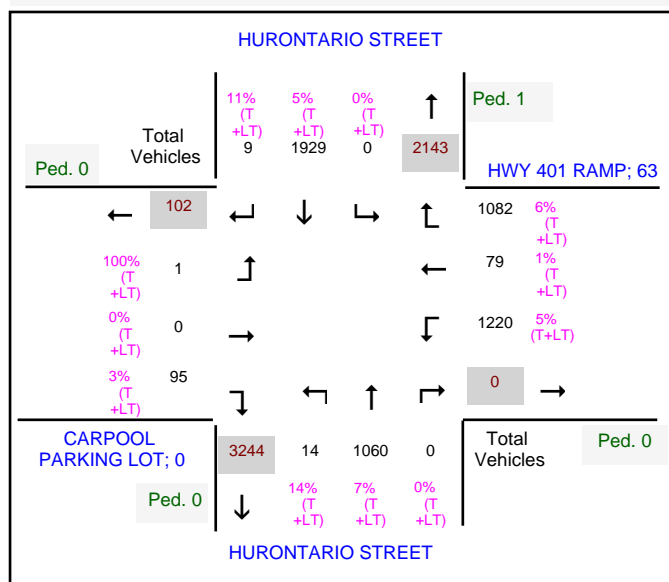 HURONTARIO STREET
11% 5% 0%
(T (T (T
+LT) +LT) +LT)
Ped. 1
Total
Vehicles
9 1929 0 2143
Ped. 0
HWY 401 RAMP; 63
102
1082 6%
(T
+LT)
100%
(T
+LT)
1
79 1%
(T
+LT)
0%
(T
+LT)
0
1220 5%
(T+LT)
3%
(T
+LT)
95
0
CARPOOL
PARKING LOT; 0
3244 14 1060 0
Total
Vehicles
Ped. 0
Ped. 0
14% 7% 0%
(T (T (T
+LT) +LT) +LT)
HURONTARIO STREET